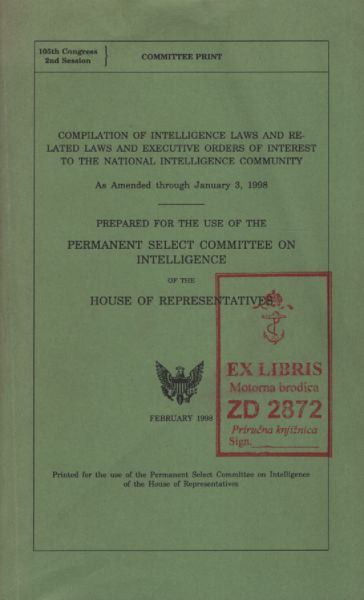 105th Congress
2nd Session
COMMITTEE PRINT
COMPILATION OF INTELLIGENCE LAWS AND RE-
LATED LAWS AND EXECUTIVE ORDERS OF INTEREST
TO THE NATIONAL INTELLIGENCE COMMUNITY
As Amended through January 3, 1998
PREPARED FOR THE USE OF THE
PERMANENT SELECT COMMITTEE ON
INTELLIGENCE
OF THE
HOUSE OF REPRESENTATIVES
EX LIBRIS
Motorna brodica
ZD 2872
Priručna knjižnica
Sign.
FEBRUARY 1998
Printed for the use of the Permanent Select Committee on Intelligence
of the House of Representatives